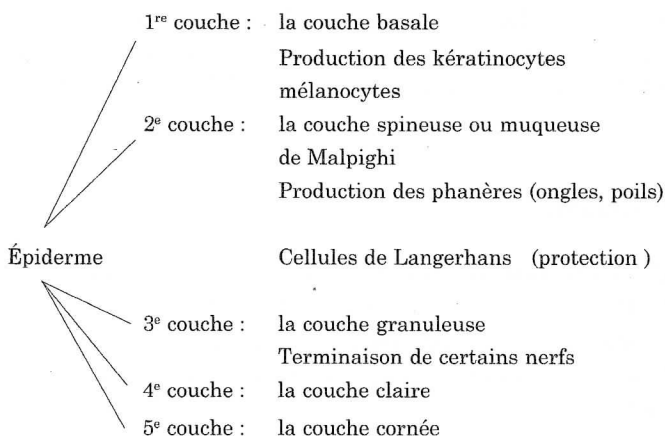 1re couche : la couche basale
Production des kératinocytes
mélanocytes
2e couche : la couche spineuse ou muqueuse
de Malpighi
Production des phanères (ongles, poils)
Épiderme Cellules de Langerhans (protection )
3e couche : la couche granuleuse
Terminaison de certains nerfs
4e couche : la couche claire
5e couche : la couche cornée